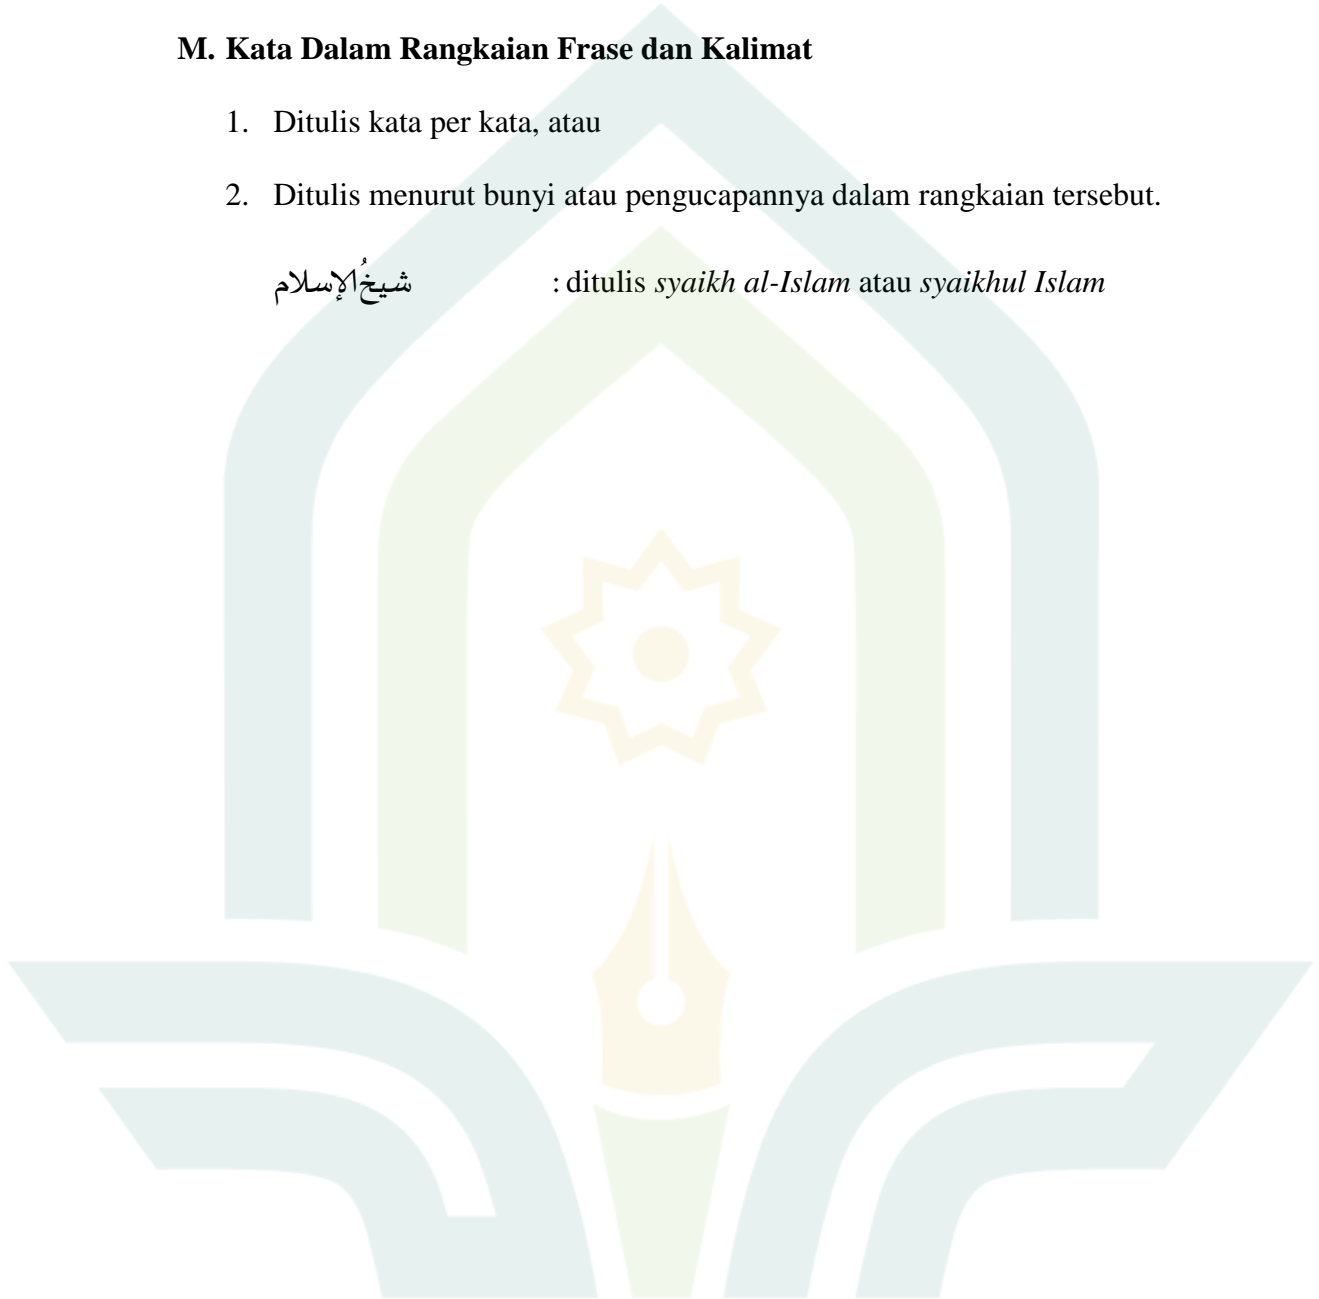 M. Kata Dalam Rangkaian Frase dan Kalimat
1. Ditulis kata per kata, atau
2. Ditulis menurut bunyi atau pengucapannya dalam rangkaian tersebut.
شيخُالإسلام : ditulis syaikh al-Islam atau syaikhul Islam